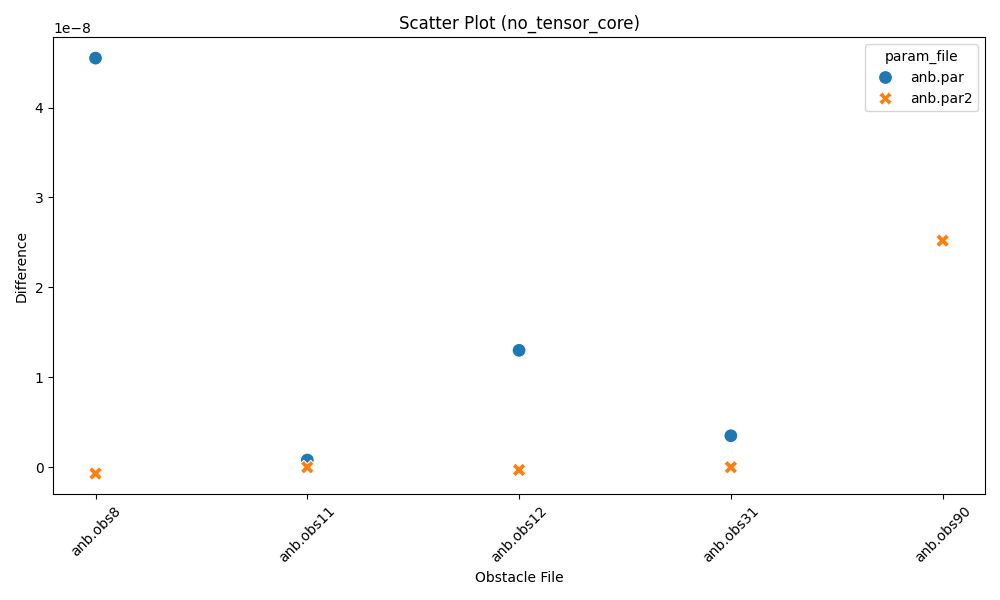 Scatter Plot (no_tensor_core)
1e−8
param_file
anb.par
anb.par2
4
3
2
1
0
Difference
anb.obs8
anb.obs11
anb.obs12
anb.obs31
anb.obs90
Obstacle File